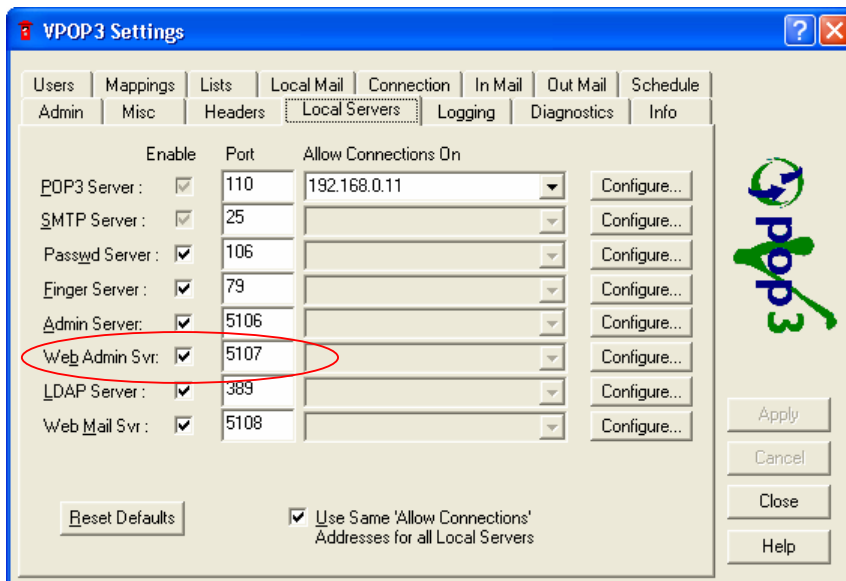 VPOP3 Settings
Users Mappings Lists Local Mail Connection In Mail Out Mail Schedule
Admin Misc Headers Local Servers Logging Diagnostics Info
Enable Port Allow Connections On
POP3 Server : 110 192.168.0.11 Configure...
SMTP Server : 25 Configure...
Passwd Server : 106 Configure...
Finger Server : 79 Configure...
Admin Server: 5106 Configure...
Web Admin Svr: 5107 Configure...
LDAP Server : 389 Configure...
Web Mail Svr : 5108 Configure...
Reset Defaults
Use Same 'Allow Connections'
Addresses for all Local Servers
Vpop3
Apply
Cancel
Close
Help